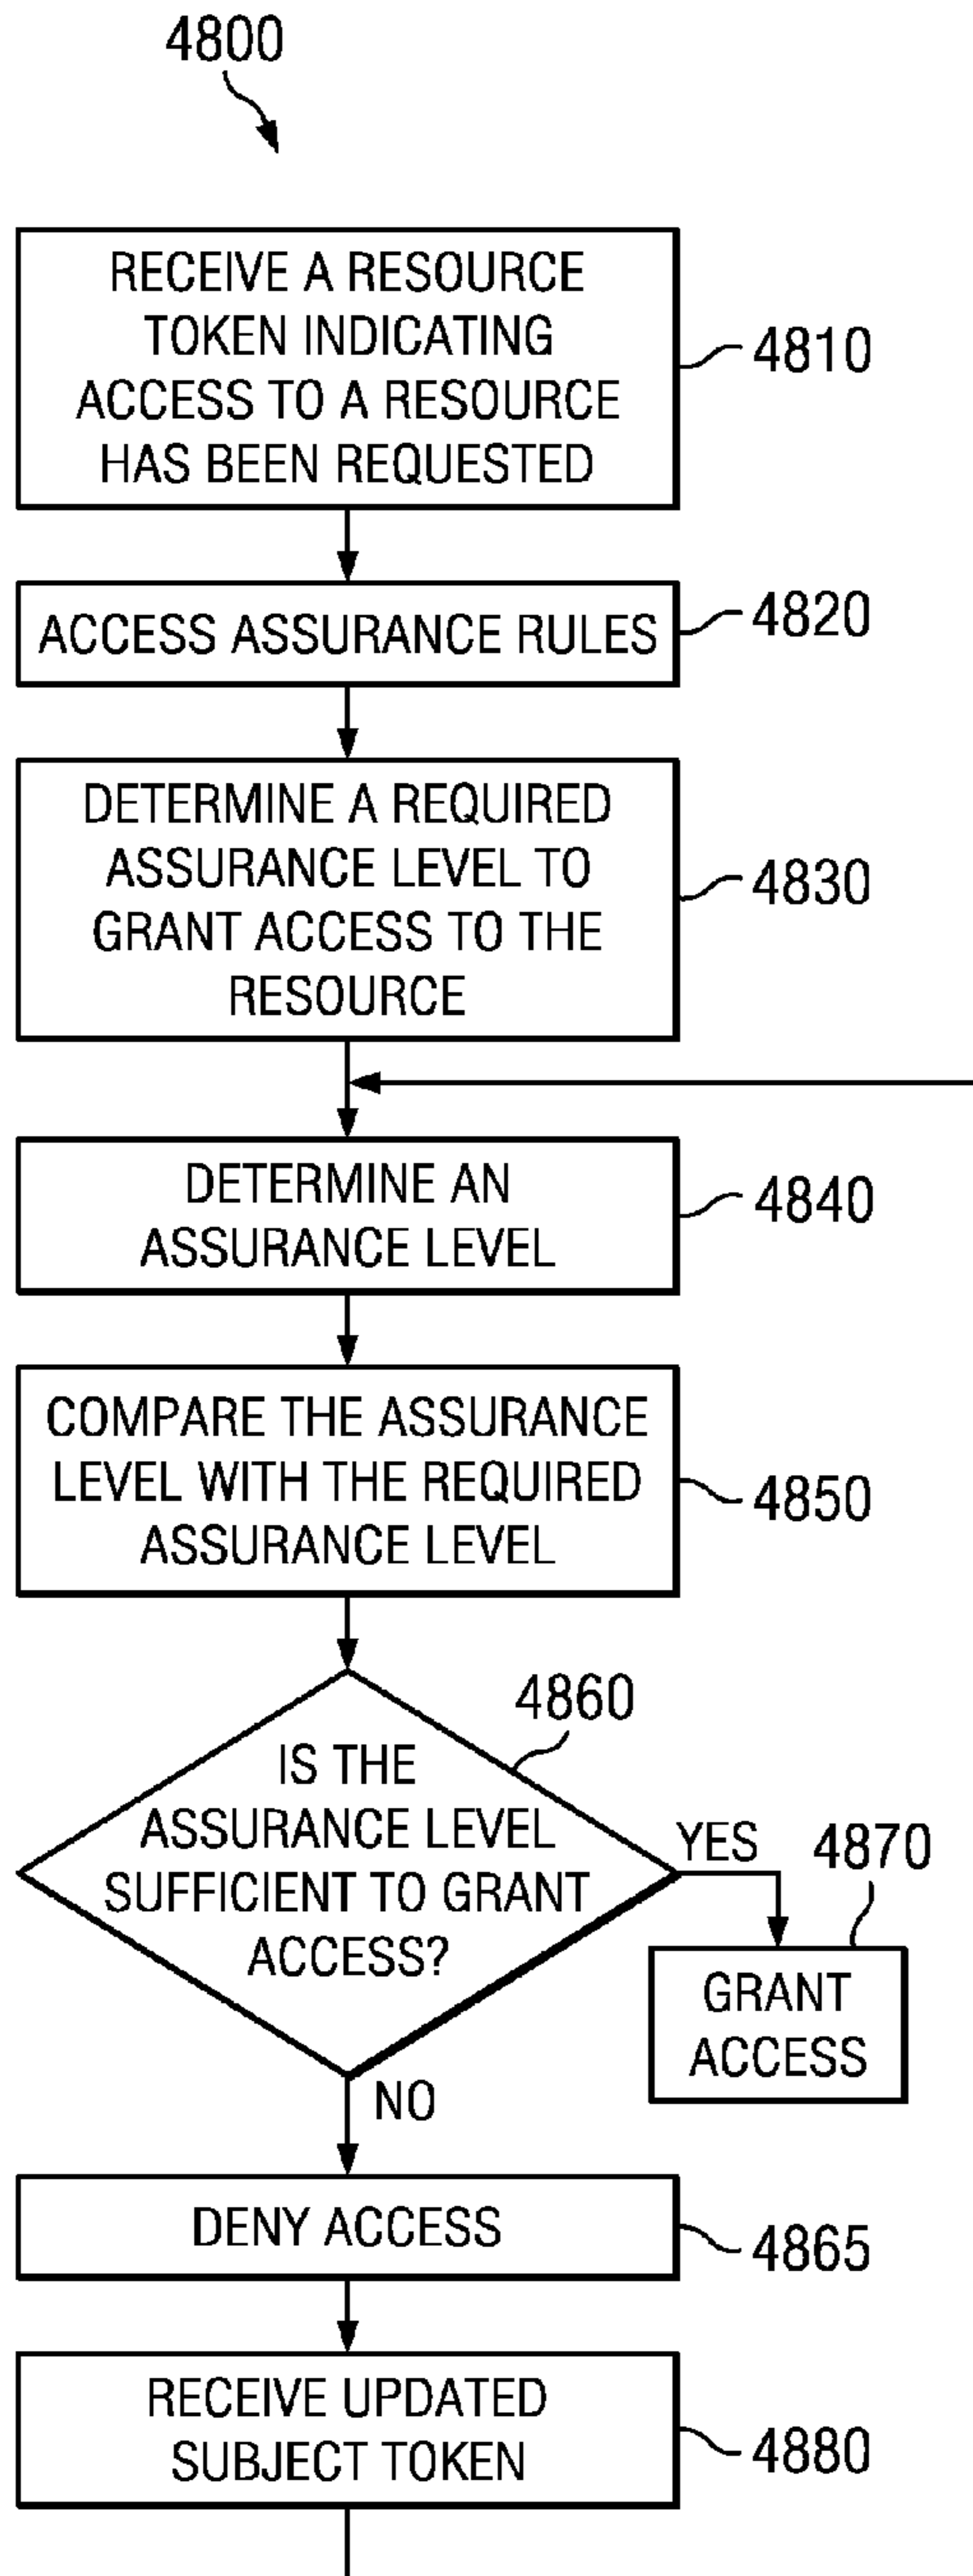 4800
RECEIVE A RESOURCE
TOKEN INDICATING
ACCESS TO A RESOURCE
HAS BEEN REQUESTED
4810
ACCESS ASSURANCE RULES
4820
DETERMINE A REQUIRED
ASSURANCE LEVEL TO
GRANT ACCESS TO THE
RESOURCE
4830
DETERMINE AN
ASSURANCE LEVEL
4840
COMPARE THE ASSURANCE
LEVEL WITH THE REQUIRED
ASSURANCE LEVEL
4850
4860
IS THE
ASSURANCE LEVEL
SUFFICIENT TO GRANT
ACCESS?
YES
4870
GRANT
ACCESS
NO
DENY ACCESS
4865
RECEIVE UPDATED
SUBJECT TOKEN
4880